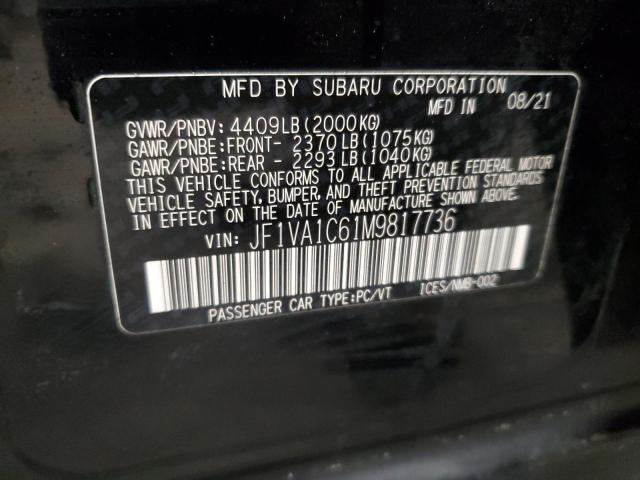 MFD BY SUBARU CORPORATION
MFD IN 08/21
GVWR/PNBV: 4409LB(2000KG)
GAWR/PNBE:FRONT- 2370LB(1075KG)
GAWR/PNBE:REAR - 2293LB(1040KG)
THIS VEHICLE CONFORMS TO ALL APPLICABLE FEDERAL MOTOR
VEHICLE SAFETY, BUMPER, AND THEFT PREVENTION STANDARDS
IN EFFECT ON THE DATE OF MANUFACTURE SHOWN ABOVE.
VIN: JF1VA1C61M9817736
PASSENGER CAR TYPE:PC/VT ICES/NMB-002